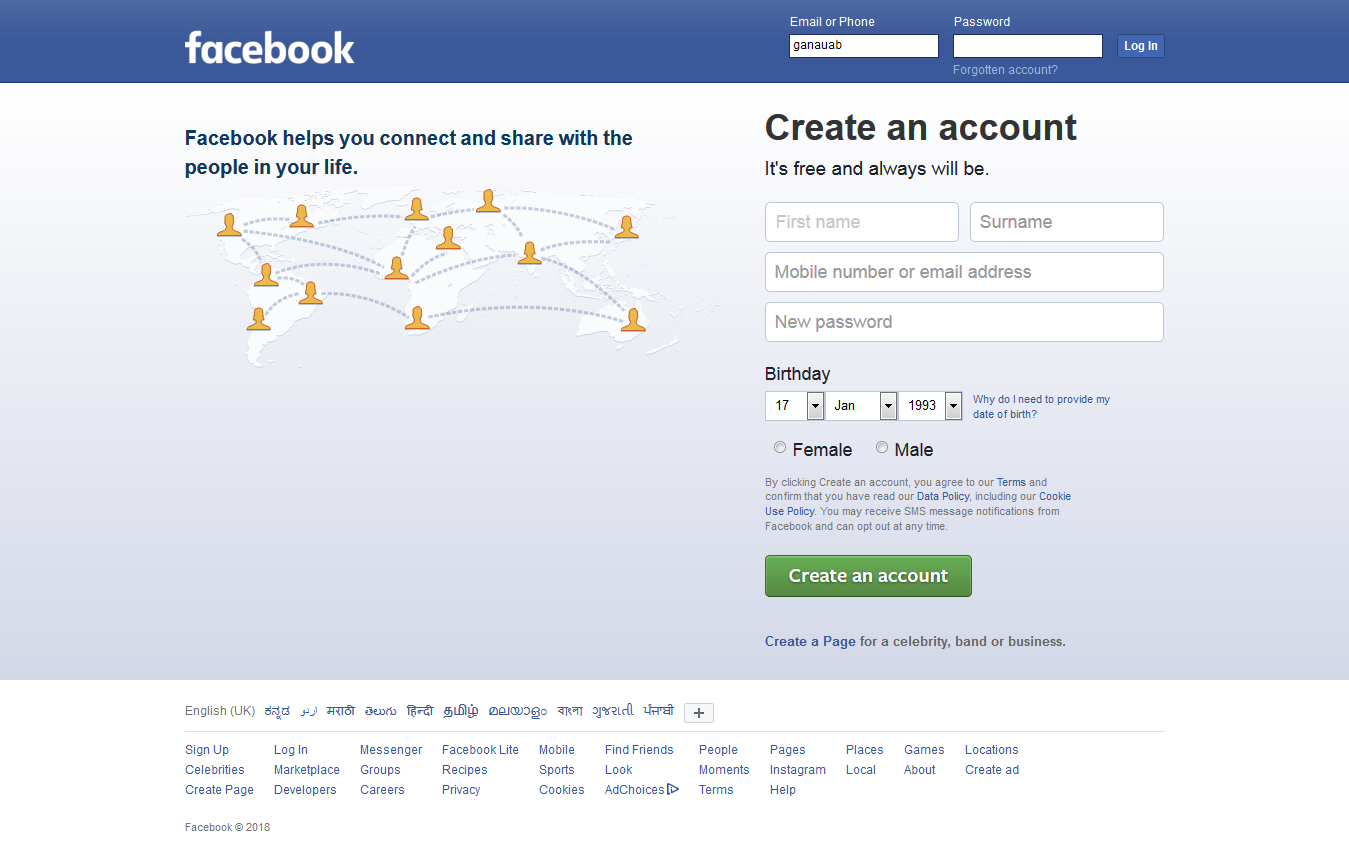 facebook
Email or Phone
Password
ganauab
Log In
Forgotten account?
Facebook helps you connect and share with the
people in your life.
Create an account
It's free and always will be.
First name
Surname
Mobile number or email address
New password
Birthday
17 Jan 1993
Why do I need to provide my
date of birth?
Female Male
By clicking Create an account, you agree to our Terms and
confirm that you have read our Data Policy, including our Cookie
Use Policy. You may receive SMS message notifications from
Facebook and can opt out at any time.
Create an account
Create a Page for a celebrity, band or business.
English (UK) ಕನ್ನಡ اردو मराठी తెలుగు हिन्दी தமிழ் മലയാളം বাংলা ગુજરાતી ਪੰਜਾਬੀ +
Sign Up Log In Messenger Facebook Lite Mobile Find Friends People Pages Places Games Locations
Celebrities Marketplace Groups Recipes Sports Look Moments Instagram Local About Create ad
Create Page Developers Careers Privacy Cookies AdChoices Terms Help
Facebook © 2018